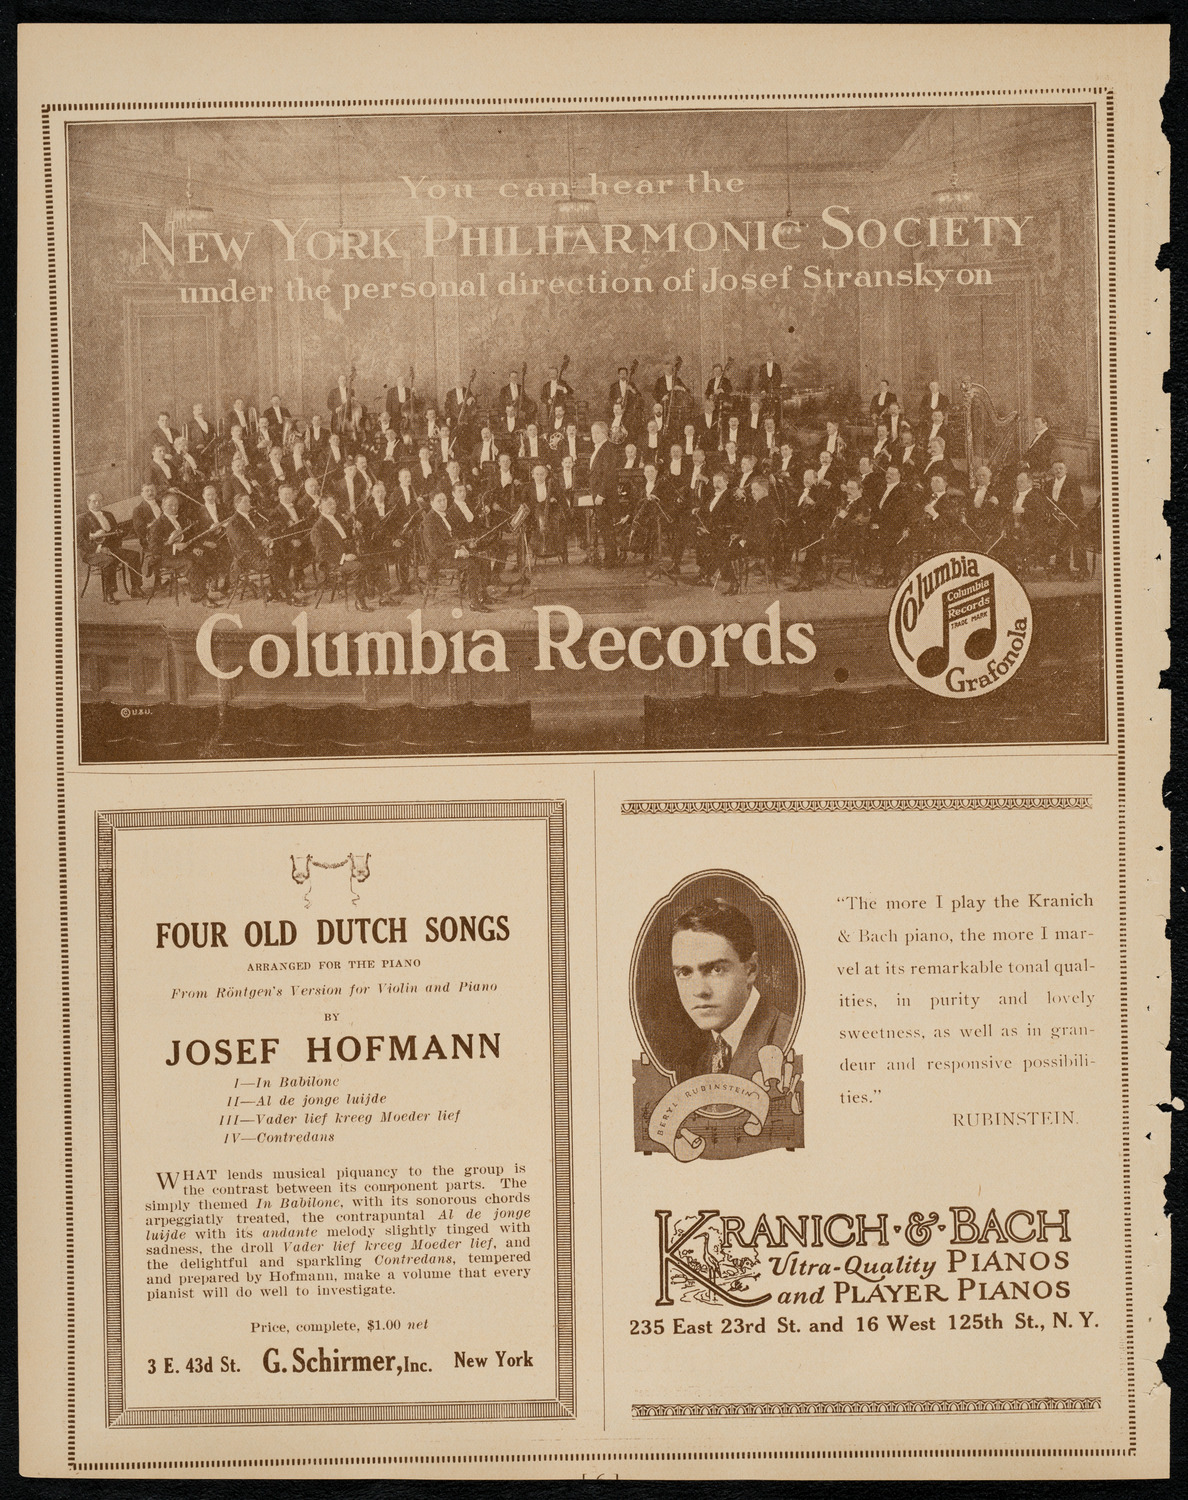 You can hear the
NEW YORK PHILHARMONIC SOCIETY
under the personal direction of Josef Stransky on
Columbia Records
Columbia
Columbia
Records
TRADE MARK
Grafonola
© U.&U.
FOUR OLD DUTCH SONGS
ARRANGED FOR THE PIANO
From Röntgen's Version for Violin and Piano
BY
JOSEF HOFMANN
I—In Babilone
II—Al de jonge luijde
III—Vader lief kreeg Moeder lief
IV—Contredans
WHAT lends musical piquancy to the group is
the contrast between its component parts. The
simply themed In Babilone, with its sonorous chords
arpeggiatly treated, the contrapuntal Al de jonge
luijde with its andante melody slightly tinged with
sadness, the droll Vader lief kreeg Moeder lief, and
the delightful and sparkling Contredans, tempered
and prepared by Hofmann, make a volume that every
pianist will do well to investigate.
Price, complete, $1.00 net
3 E. 43d St. G. Schirmer, Inc. New York
BERYL RUBINSTEIN
“The more I play the Kranich
& Bach piano, the more I mar-
vel at its remarkable tonal qual-
ities, in purity and lovely
sweetness, as well as in gran-
deur and responsive possibili-
ties.”
RUBINSTEIN.
KRANICH·&·BACH
Ultra-Quality PIANOS
and PLAYER PIANOS
235 East 23rd St. and 16 West 125th St., N. Y.
[ 6 ]